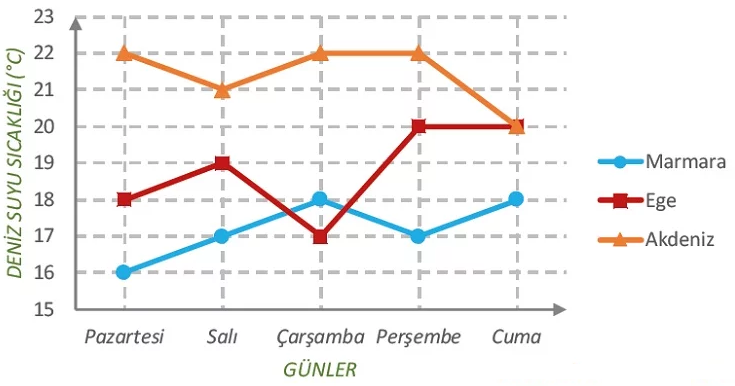 DENİZ SUYU SICAKLIĞI (°C)
23
22
21
20
19
18
17
16
15
Pazartesi Salı Çarşamba Perşembe Cuma
GÜNLER
Marmara
Ege
Akdeniz